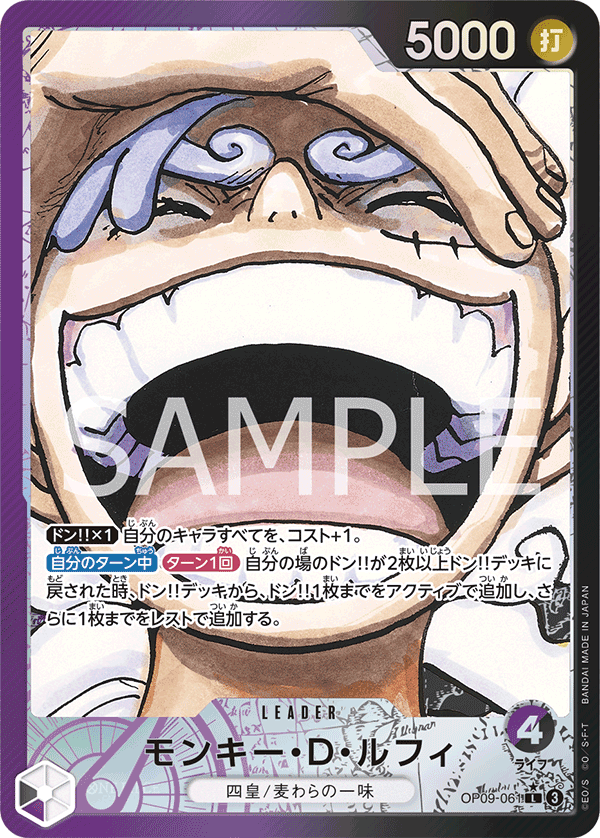 5000 打
SAMPLE
ドン!!×1 自分のキャラすべてを、コスト+1。
自分のターン中 ターン1回 自分の場のドン!!が2枚以上ドン!!デッキに
戻された時、ドン!!デッキから、ドン!!1枚までをアクティブで追加し、さ
らに1枚までをレストで追加する。
LEADER
モンキー・D・ルフィ
4
ライフ
四皇/麦わらの一味
OP09-061 L 3
©E/S ©O/S・F・T BANDAI MADE IN JAPAN